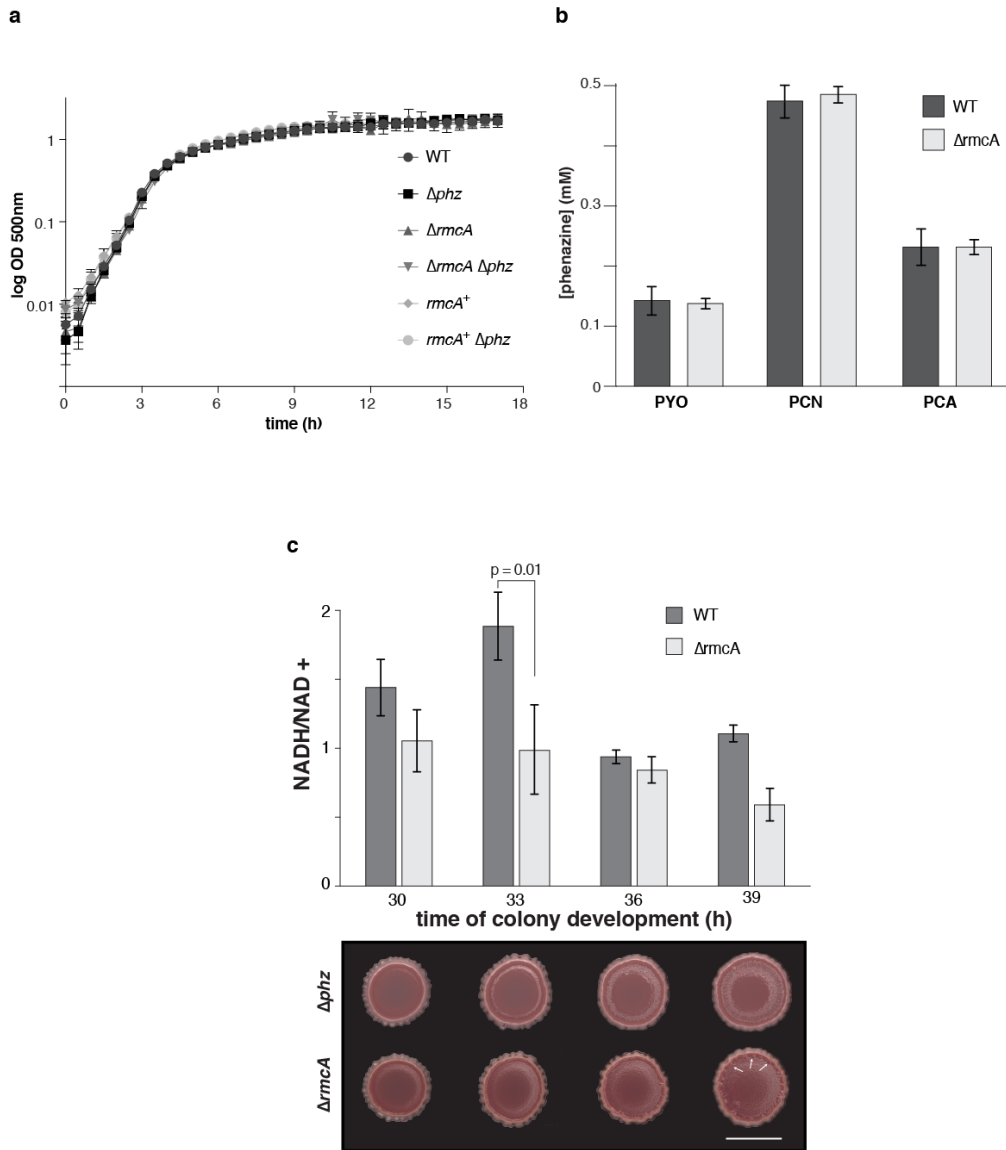 a
log OD 500nm
1
0.1
0.01
0 3 6 9 12 15 18
time (h)
WT
Δphz
ΔrmcA
ΔrmcA Δphz
rmcA+
rmcA+ Δphz
b
[phenazine] (mM)
0.5
0.3
0.1
0
PYO PCN PCA
WT
ΔrmcA
c
p = 0.01
NADH/NAD +
2
1
0
WT
ΔrmcA
30 33 36 39
time of colony development (h)
Δphz
ΔrmcA